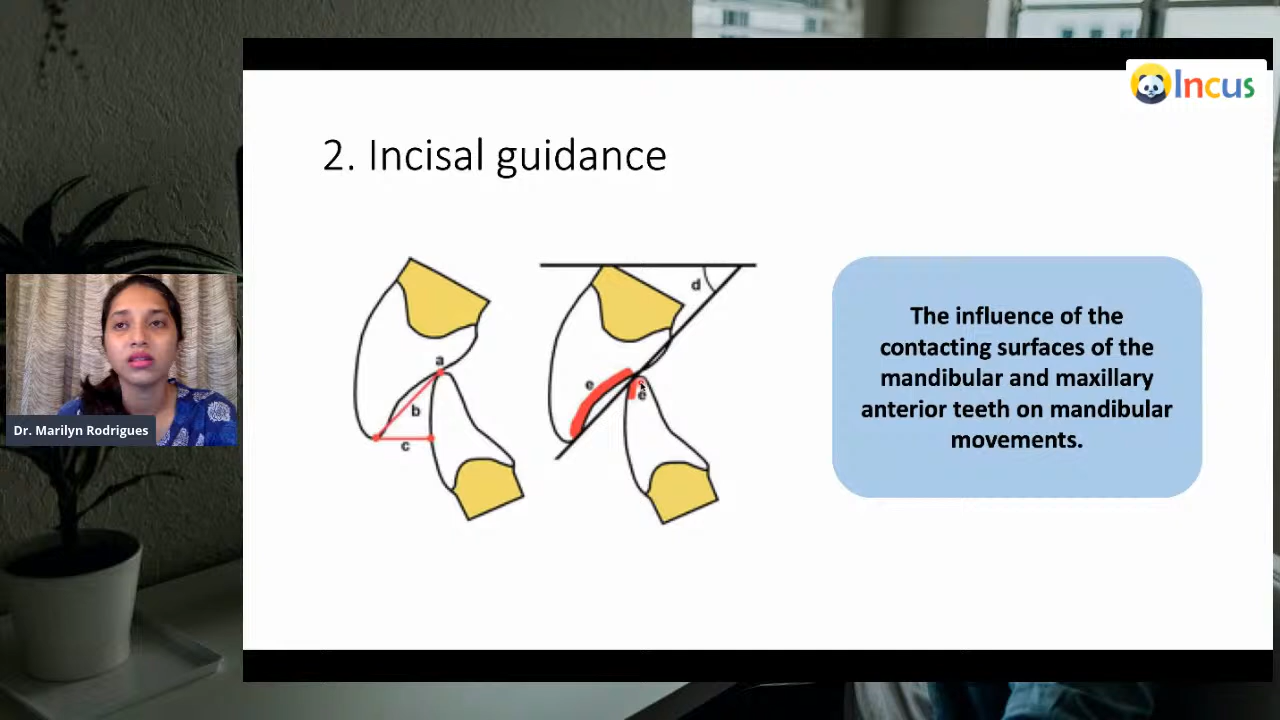 Incus
2. Incisal guidance
a
b
c
d
e
e
The influence of the
contacting surfaces of the
mandibular and maxillary
anterior teeth on mandibular
movements.
Dr. Marilyn Rodrigues